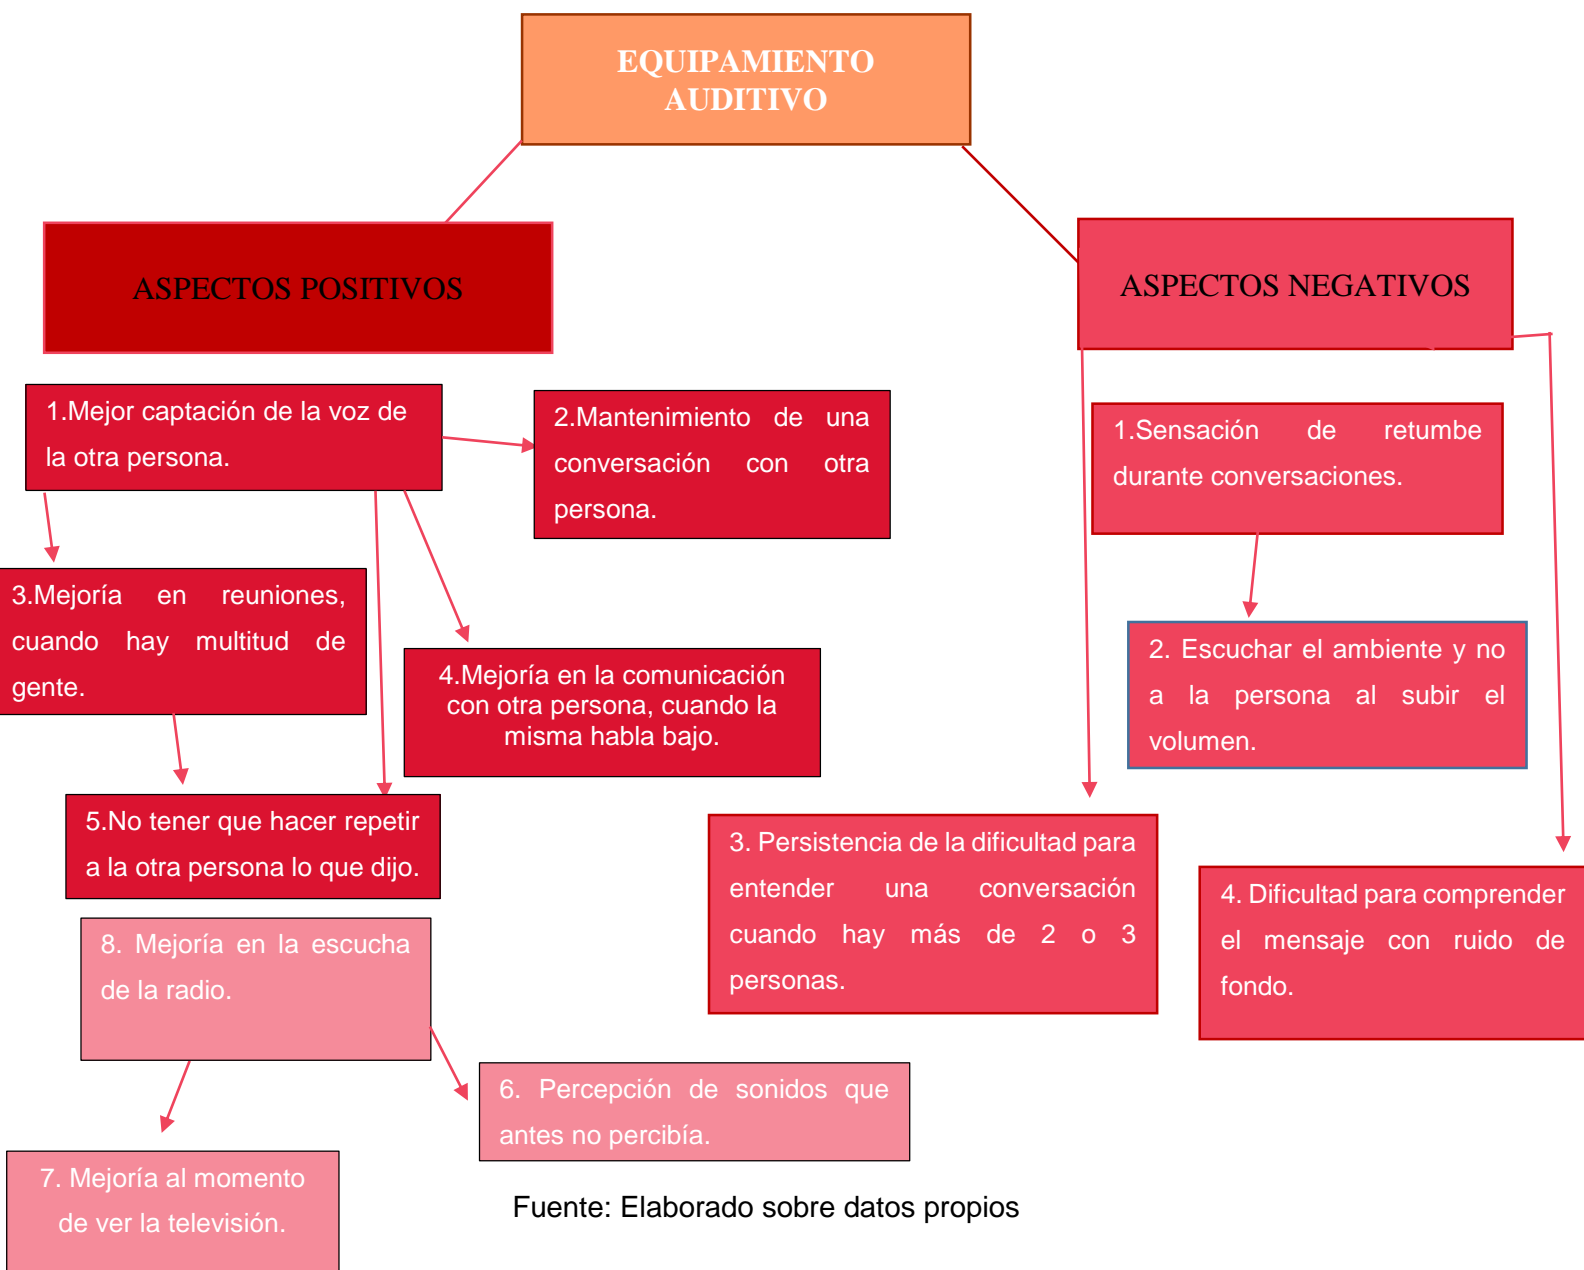 EQUIPAMIENTO
AUDITIVO
ASPECTOS POSITIVOS
ASPECTOS NEGATIVOS
1.Mejor captación de la voz de
la otra persona.
2.Mantenimiento de una
conversación con otra
persona.
1.Sensación de retumbe
durante conversaciones.
3.Mejoría en reuniones,
cuando hay multitud de
gente.
4.Mejoría en la comunicación
con otra persona, cuando la
misma habla bajo.
2. Escuchar el ambiente y no
a la persona al subir el
volumen.
5.No tener que hacer repetir
a la otra persona lo que dijo.
3. Persistencia de la dificultad para
entender una conversación
cuando hay más de 2 o 3
personas.
4. Dificultad para comprender
el mensaje con ruido de
fondo.
8. Mejoría en la escucha
de la radio.
6. Percepción de sonidos que
antes no percibía.
7. Mejoría al momento
de ver la televisión.
Fuente: Elaborado sobre datos propios